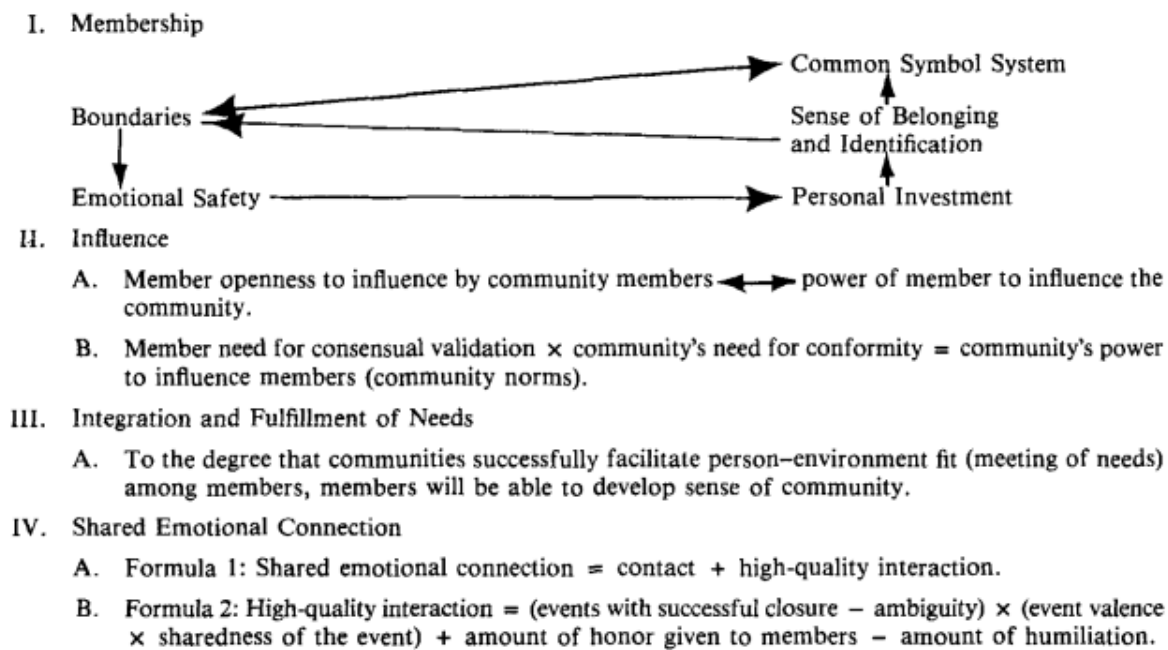 I. Membership
Common Symbol System
Boundaries
Sense of Belonging
and Identification
Emotional Safety
Personal Investment
II. Influence
A. Member openness to influence by community members ◄─► power of member to influence the
community.
B. Member need for consensual validation × community's need for conformity = community's power
to influence members (community norms).
III. Integration and Fulfillment of Needs
A. To the degree that communities successfully facilitate person–environment fit (meeting of needs)
among members, members will be able to develop sense of community.
IV. Shared Emotional Connection
A. Formula 1: Shared emotional connection = contact + high-quality interaction.
B. Formula 2: High-quality interaction = (events with successful closure – ambiguity) × (event valence
× sharedness of the event) + amount of honor given to members – amount of humiliation.